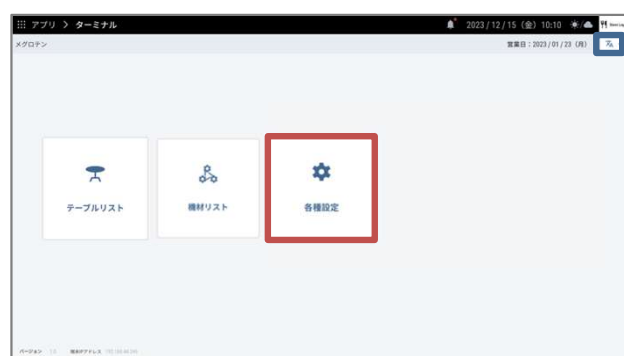 アプリ > ターミナル 2023/12/15 (金) 10:10
メグロテン 営業日：2023/01/23 (月)
テーブルリスト 機材リスト 各種設定
バージョン 1.0 端末IPアドレス